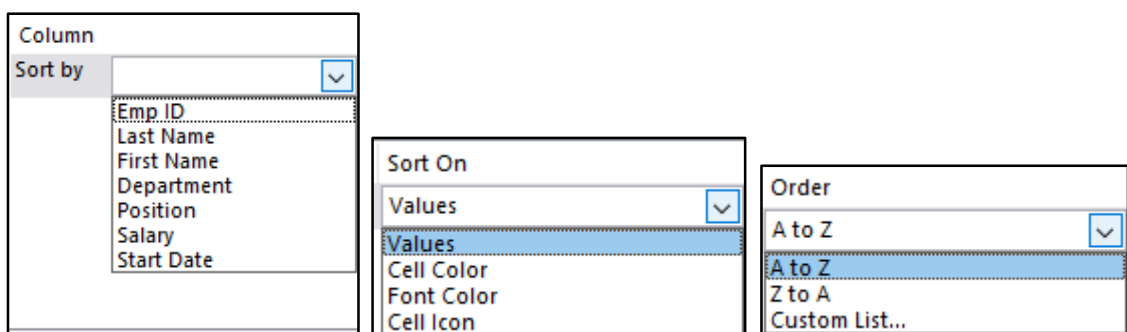 Column
Sort by
Emp ID
Last Name
First Name
Department
Position
Salary
Start Date
Sort On
Values
Values
Cell Color
Font Color
Cell Icon
Order
A to Z
A to Z
Z to A
Custom List...